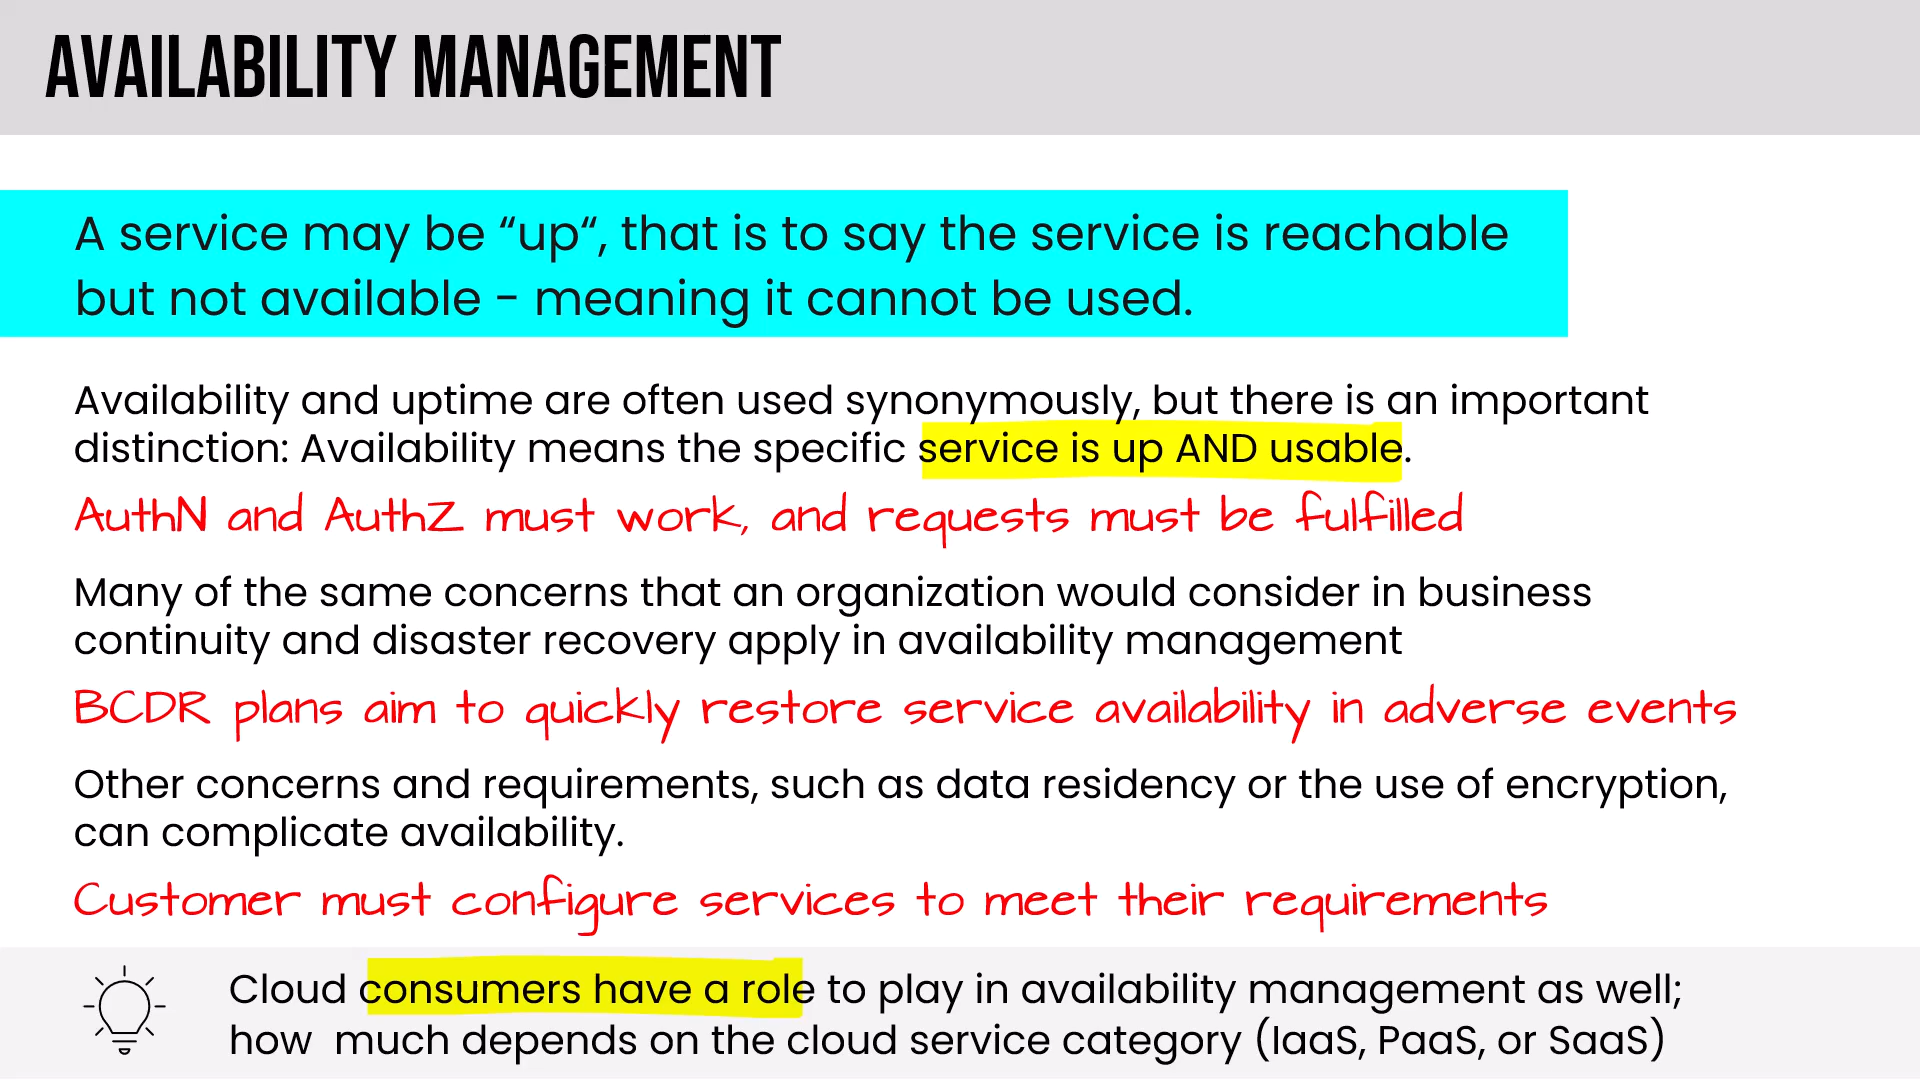 AVAILABILITY MANAGEMENT
A service may be “up“, that is to say the service is reachable
but not available - meaning it cannot be used.
Availability and uptime are often used synonymously, but there is an important
distinction: Availability means the specific service is up AND usable.
AuthN and AuthZ must work, and requests must be fulfilled
Many of the same concerns that an organization would consider in business
continuity and disaster recovery apply in availability management
BCDR plans aim to quickly restore service availability in adverse events
Other concerns and requirements, such as data residency or the use of encryption,
can complicate availability.
Customer must configure services to meet their requirements
Cloud consumers have a role to play in availability management as well;
how much depends on the cloud service category (IaaS, PaaS, or SaaS)